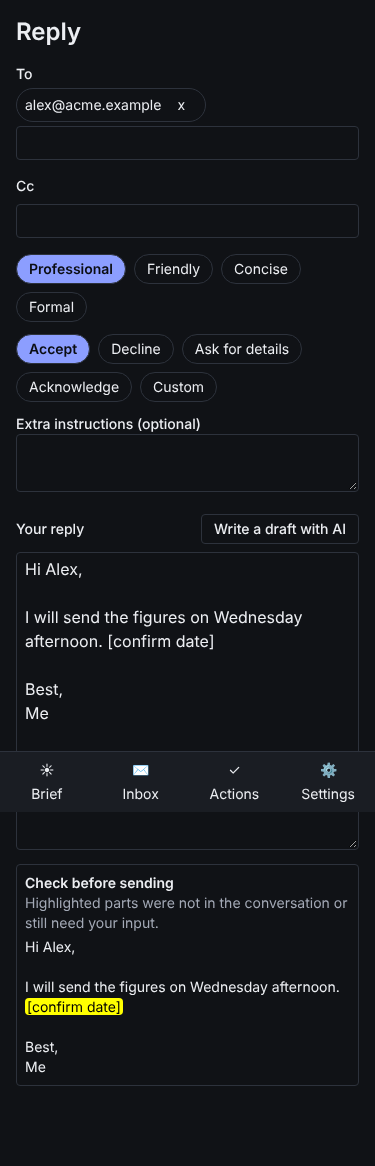 Reply
To
alex@acme.example x
Cc
Professional Friendly Concise
Formal
Accept Decline Ask for details
Acknowledge Custom
Extra instructions (optional)
Your reply Write a draft with AI
Hi Alex,
I will send the figures on Wednesday
afternoon. [confirm date]
Best,
Me
Brief Inbox Actions Settings
Check before sending
Highlighted parts were not in the conversation or
still need your input.
Hi Alex,
I will send the figures on Wednesday afternoon.
[confirm date]
Best,
Me